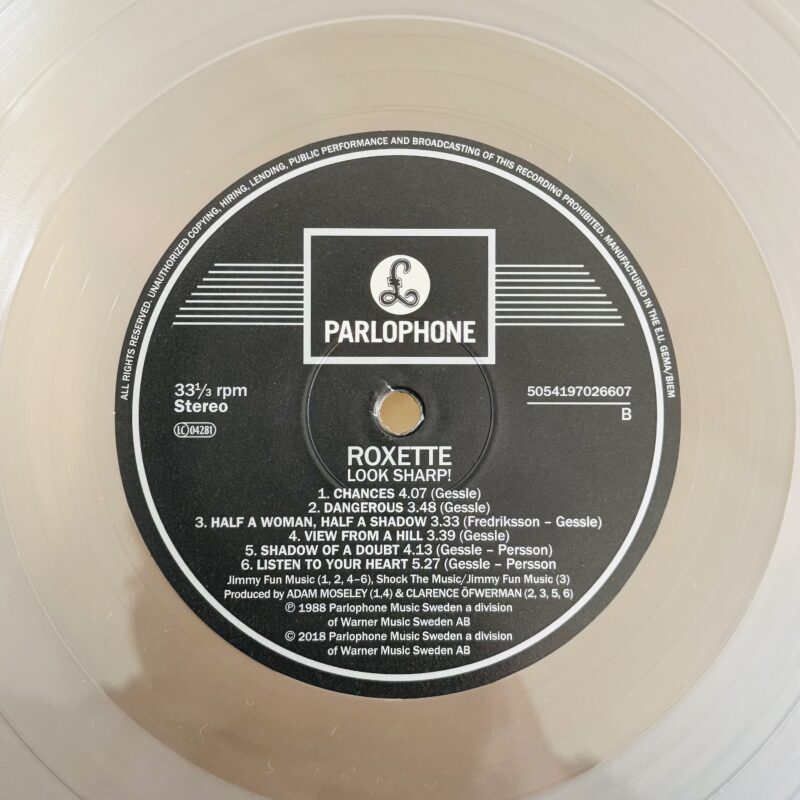 ALL RIGHTS RESERVED. UNAUTHORIZED COPYING, HIRING, LENDING, PUBLIC PERFORMANCE AND BROADCASTING OF THIS RECORDING PROHIBITED. MANUFACTURED IN THE E.U. GEMA/BIEM
£
PARLOPHONE
33⅓ rpm
Stereo
LC 04281
5054197026607
B
ROXETTE
LOOK SHARP!
1. CHANCES 4.07 (Gessle)
2. DANGEROUS 3.48 (Gessle)
3. HALF A WOMAN, HALF A SHADOW 3.33 (Fredriksson – Gessle)
4. VIEW FROM A HILL 3.39 (Gessle)
5. SHADOW OF A DOUBT 4.13 (Gessle – Persson)
6. LISTEN TO YOUR HEART 5.27 (Gessle – Persson
Jimmy Fun Music (1, 2, 4–6), Shock The Music/Jimmy Fun Music (3)
Produced by ADAM MOSELEY (1,4) & CLARENCE ÖFWERMAN (2, 3, 5, 6)
℗ 1988 Parlophone Music Sweden a division
of Warner Music Sweden AB
© 2018 Parlophone Music Sweden a division
of Warner Music Sweden AB